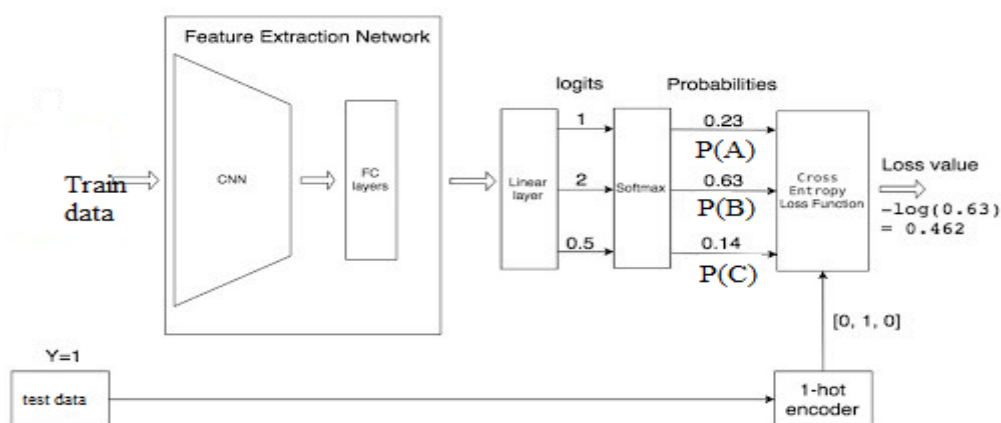 Feature Extraction Network
logits
Probabilities
Train
data
CNN
FC
layers
Linear
layer
1
2
0.5
Softmax
0.23
P(A)
0.63
P(B)
0.14
P(C)
Cross
Entropy
Loss Function
Loss value
-log(0.63)
= 0.462
[0, 1, 0]
Y=1
test data
1-hot
encoder